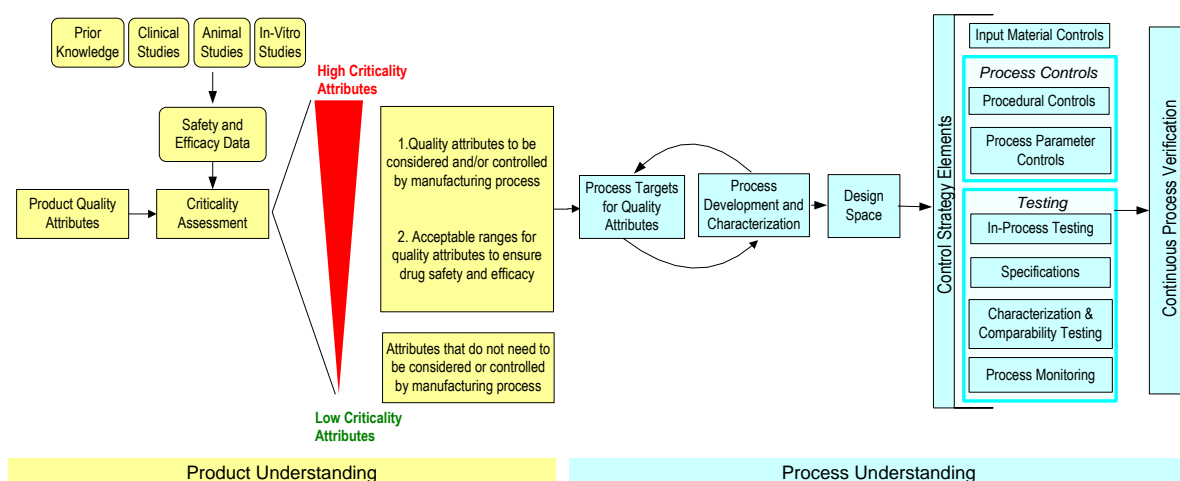 Prior
Knowledge
Clinical
Studies
Animal
Studies
In-Vitro
Studies
Safety and
Efficacy Data
Product Quality
Attributes
Criticality
Assessment
High Criticality
Attributes
Low Criticality
Attributes
1.Quality attributes to be
considered and/or controlled
by manufacturing process
2. Acceptable ranges for
quality attributes to ensure
drug safety and efficacy
Attributes that do not need to
be considered or controlled
by manufacturing process
Process Targets
for Quality
Attributes
Process
Development and
Characterization
Design
Space
Control Strategy Elements
Input Material Controls
Process Controls
Procedural Controls
Process Parameter
Controls
Testing
In-Process Testing
Specifications
Characterization &
Comparability Testing
Process Monitoring
Continuous Process Verification
Product Understanding
Process Understanding